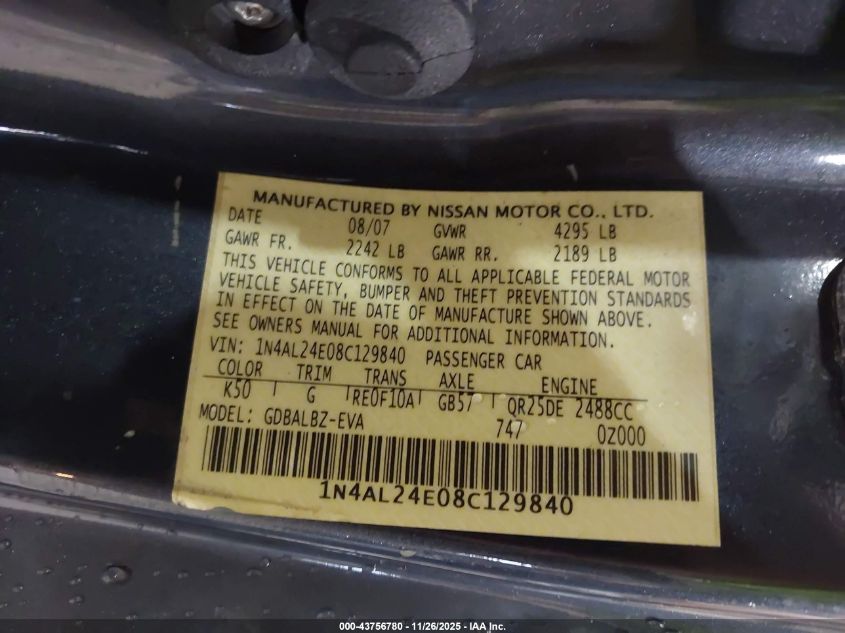 MANUFACTURED BY NISSAN MOTOR CO., LTD.
DATE 08/07 GVWR 4295 LB
GAWR FR. 2242 LB GAWR RR. 2189 LB
THIS VEHICLE CONFORMS TO ALL APPLICABLE FEDERAL MOTOR
VEHICLE SAFETY, BUMPER AND THEFT PREVENTION STANDARDS
IN EFFECT ON THE DATE OF MANUFACTURE SHOWN ABOVE.
SEE OWNERS MANUAL FOR ADDITIONAL INFORMATION.
VIN: 1N4AL24E08C129840 PASSENGER CAR
COLOR TRIM TRANS AXLE ENGINE
K50 G RE0F10A GB57 QR25DE 2488CC
MODEL: GDBALBZ-EVA 747 0Z000
1N4AL24E08C129840
000-43756780 - 11/26/2025 - IAA Inc.